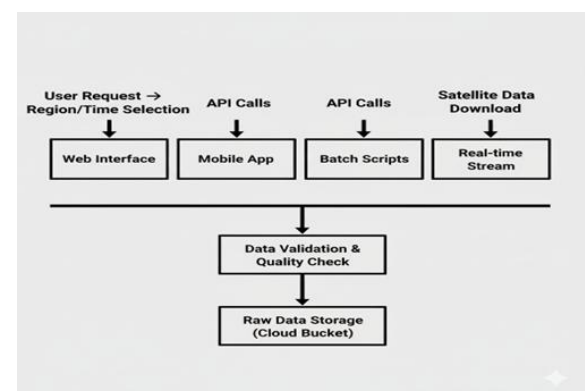 User Request →
Region/Time Selection
API Calls
API Calls
Satellite Data
Download
Web Interface
Mobile App
Batch Scripts
Real-time
Stream
Data Validation &
Quality Check
Raw Data Storage
(Cloud Bucket)